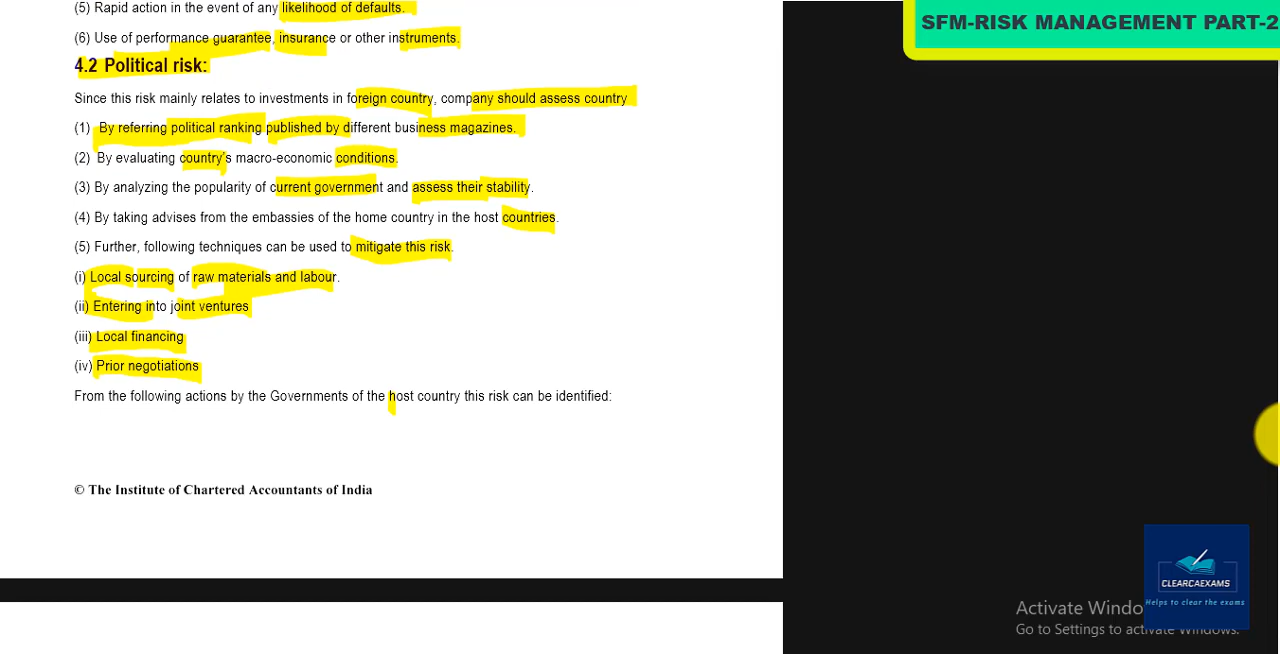 (5) Rapid action in the event of any likelihood of defaults.
(6) Use of performance guarantee, insurance or other instruments.
4.2 Political risk:
Since this risk mainly relates to investments in foreign country, company should assess country
(1) By referring political ranking published by different business magazines.
(2) By evaluating country's macro-economic conditions.
(3) By analyzing the popularity of current government and assess their stability.
(4) By taking advises from the embassies of the home country in the host countries.
(5) Further, following techniques can be used to mitigate this risk.
(i) Local sourcing of raw materials and labour.
(ii) Entering into joint ventures
(iii) Local financing
(iv) Prior negotiations
From the following actions by the Governments of the host country this risk can be identified:
© The Institute of Chartered Accountants of India
SFM-RISK MANAGEMENT PART-2
CLEARCAEXAMS
Helps to clear the exams
Activate Windo
Go to Settings to activate Windows.